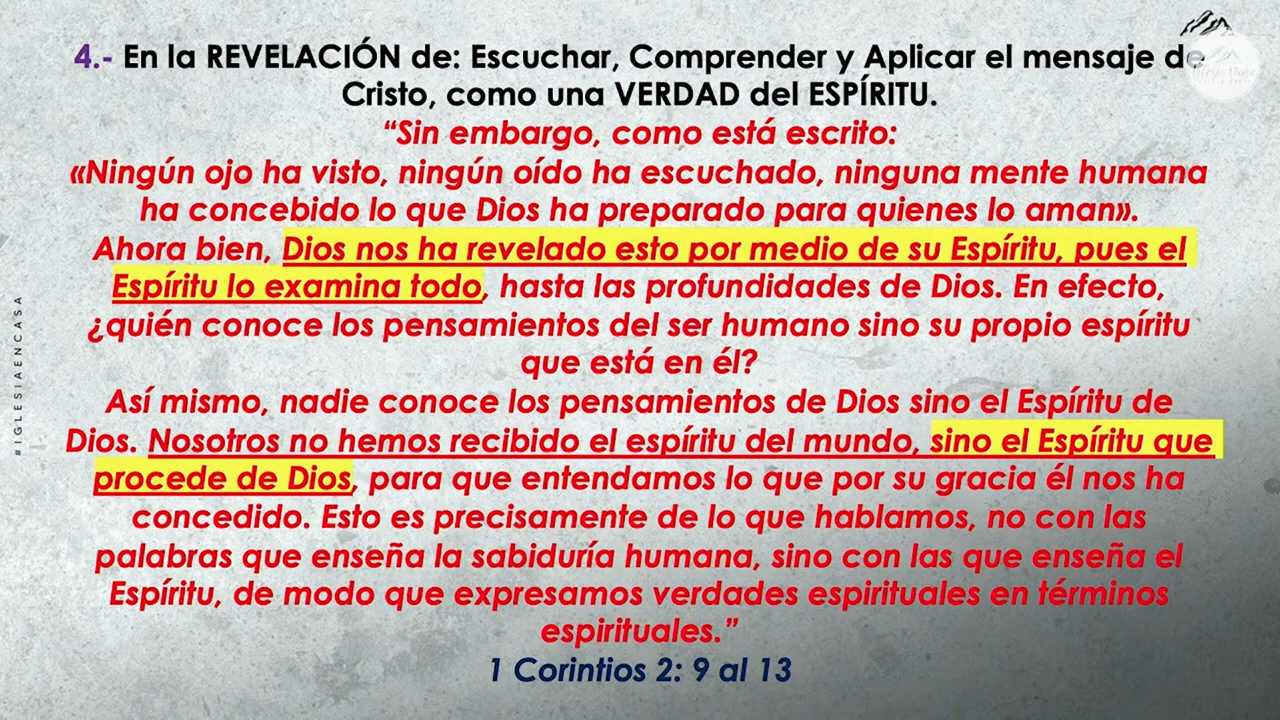 4.- En la REVELACIÓN de: Escuchar, Comprender y Aplicar el mensaje de
Cristo, como una VERDAD del ESPÍRITU.
“Sin embargo, como está escrito:
«Ningún ojo ha visto, ningún oído ha escuchado, ninguna mente humana
ha concebido lo que Dios ha preparado para quienes lo aman».
Ahora bien, Dios nos ha revelado esto por medio de su Espíritu, pues el
Espíritu lo examina todo, hasta las profundidades de Dios. En efecto,
¿quién conoce los pensamientos del ser humano sino su propio espíritu
que está en él?
Así mismo, nadie conoce los pensamientos de Dios sino el Espíritu de
Dios. Nosotros no hemos recibido el espíritu del mundo, sino el Espíritu que
procede de Dios, para que entendamos lo que por su gracia él nos ha
concedido. Esto es precisamente de lo que hablamos, no con las
palabras que enseña la sabiduría humana, sino con las que enseña el
Espíritu, de modo que expresamos verdades espirituales en términos
espirituales.”
1 Corintios 2: 9 al 13
#IGLESIAENCASA